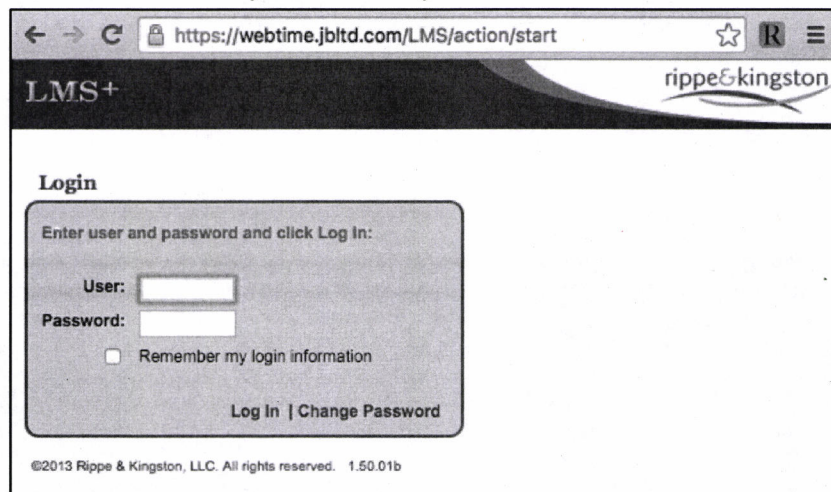 https://webtime.jbltd.com/LMS/action/start
R
LMS+
rippe&kingston
Login
Enter user and password and click Log In:
User:
Password:
Remember my login information
Log In | Change Password
©2013 Rippe & Kingston, LLC. All rights reserved. 1.50.01b